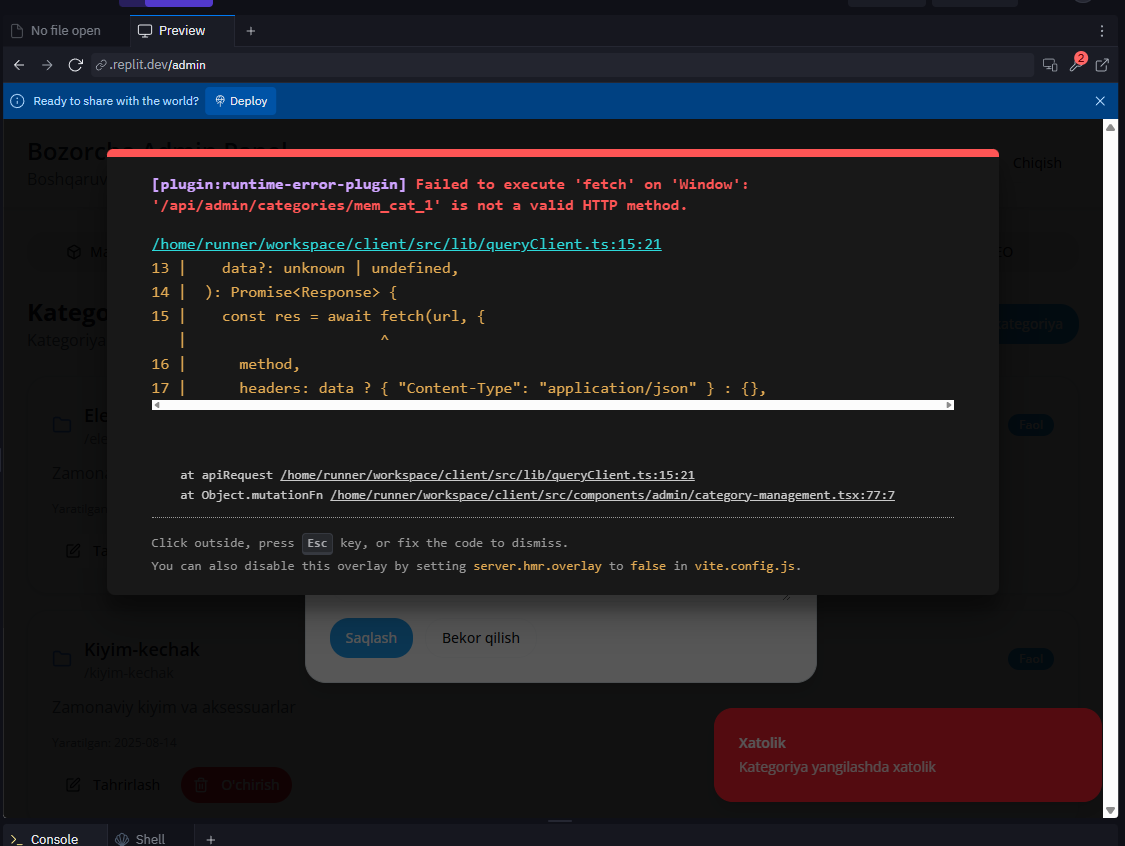 No file open
Preview
.replit.dev/admin
2
Ready to share with the world?
Deploy
Bozorcha Admin Panel
Boshqaruv
Chiqish
[plugin:runtime-error-plugin] Failed to execute 'fetch' on 'Window':
'/api/admin/categories/mem_cat_1' is not a valid HTTP method.
/home/runner/workspace/client/src/lib/queryClient.ts:15:21
13 | data?: unknown | undefined,
14 | ): Promise<Response> {
15 | const res = await fetch(url, {
| ^
16 | method,
17 | headers: data ? { "Content-Type": "application/json" } : {},
at apiRequest /home/runner/workspace/client/src/lib/queryClient.ts:15:21
at Object.mutationFn /home/runner/workspace/client/src/components/admin/category-management.tsx:77:7
Click outside, press Esc key, or fix the code to dismiss.
You can also disable this overlay by setting server.hmr.overlay to false in vite.config.js.
Ma
EO
Katego
Kategoriya
ategoriya
Ele
/ele
Faol
Zamona
Yaratilgan
Ta
Saqlash
Bekor qilish
Kiyim-kechak
/kiyim-kechak
Faol
Zamonaviy kiyim va aksessuarlar
Yaratilgan: 2025-08-14
Tahrirlash
O'chirish
Xatolik
Kategoriya yangilashda xatolik
Console
Shell